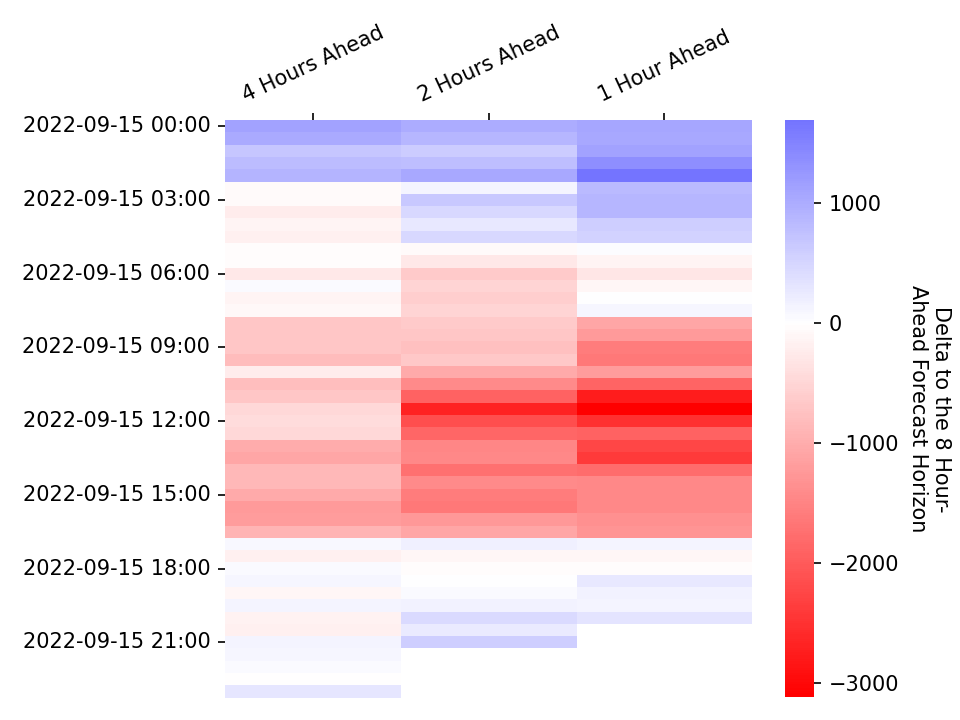 4 Hours Ahead
2 Hours Ahead
1 Hour Ahead
2022-09-15 00:00
2022-09-15 03:00
2022-09-15 06:00
2022-09-15 09:00
2022-09-15 12:00
2022-09-15 15:00
2022-09-15 18:00
2022-09-15 21:00
1000
0
−1000
−2000
−3000
Delta to the 8 Hour-
Ahead Forecast Horizon